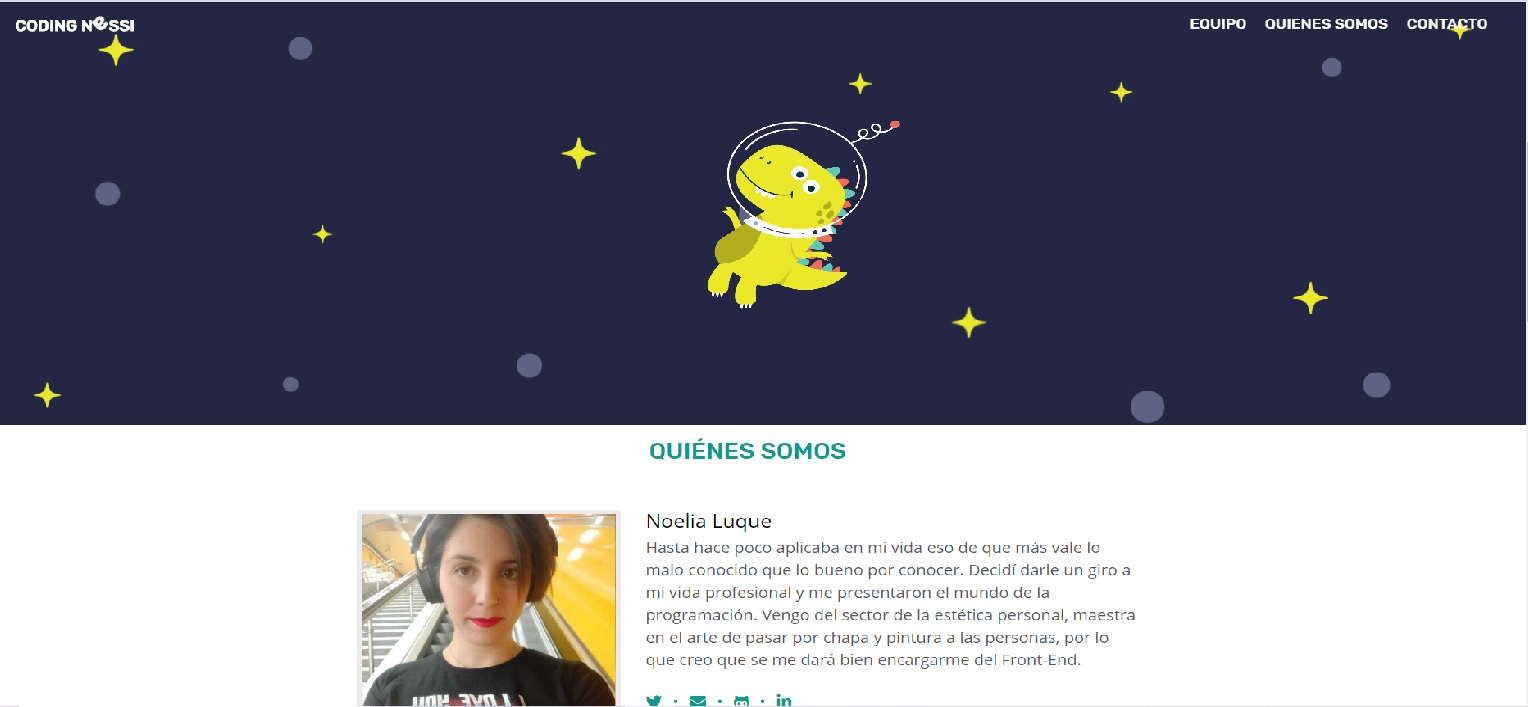 CODING NeSSI
EQUIPO QUIENES SOMOS CONTACTO
QUIÉNES SOMOS
Noelia Luque
Hasta hace poco aplicaba en mi vida eso de que más vale lo
malo conocido que lo bueno por conocer. Decidí darle un giro a
mi vida profesional y me presentaron el mundo de la
programación. Vengo del sector de la estética personal, maestra
en el arte de pasar por chapa y pintura a las personas, por lo
que creo que se me dará bien encargarme del Front-End.